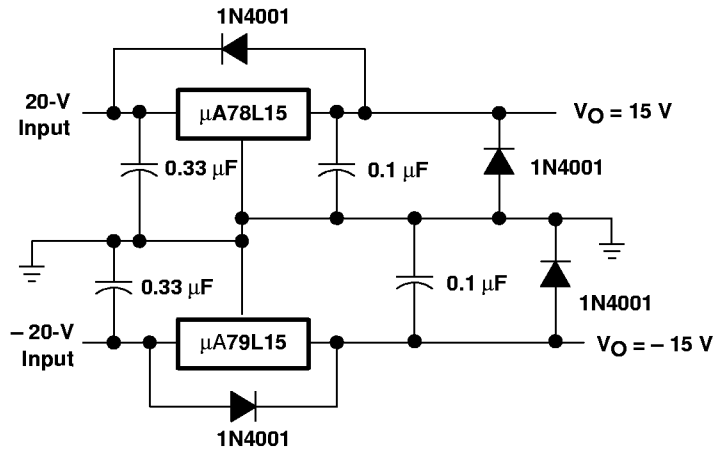 1N4001
20-V
Input
µA78L15
VO = 15 V
0.33 µF
0.1 µF
1N4001
0.33 µF
0.1 µF
1N4001
– 20-V
Input
µA79L15
VO = – 15 V
1N4001